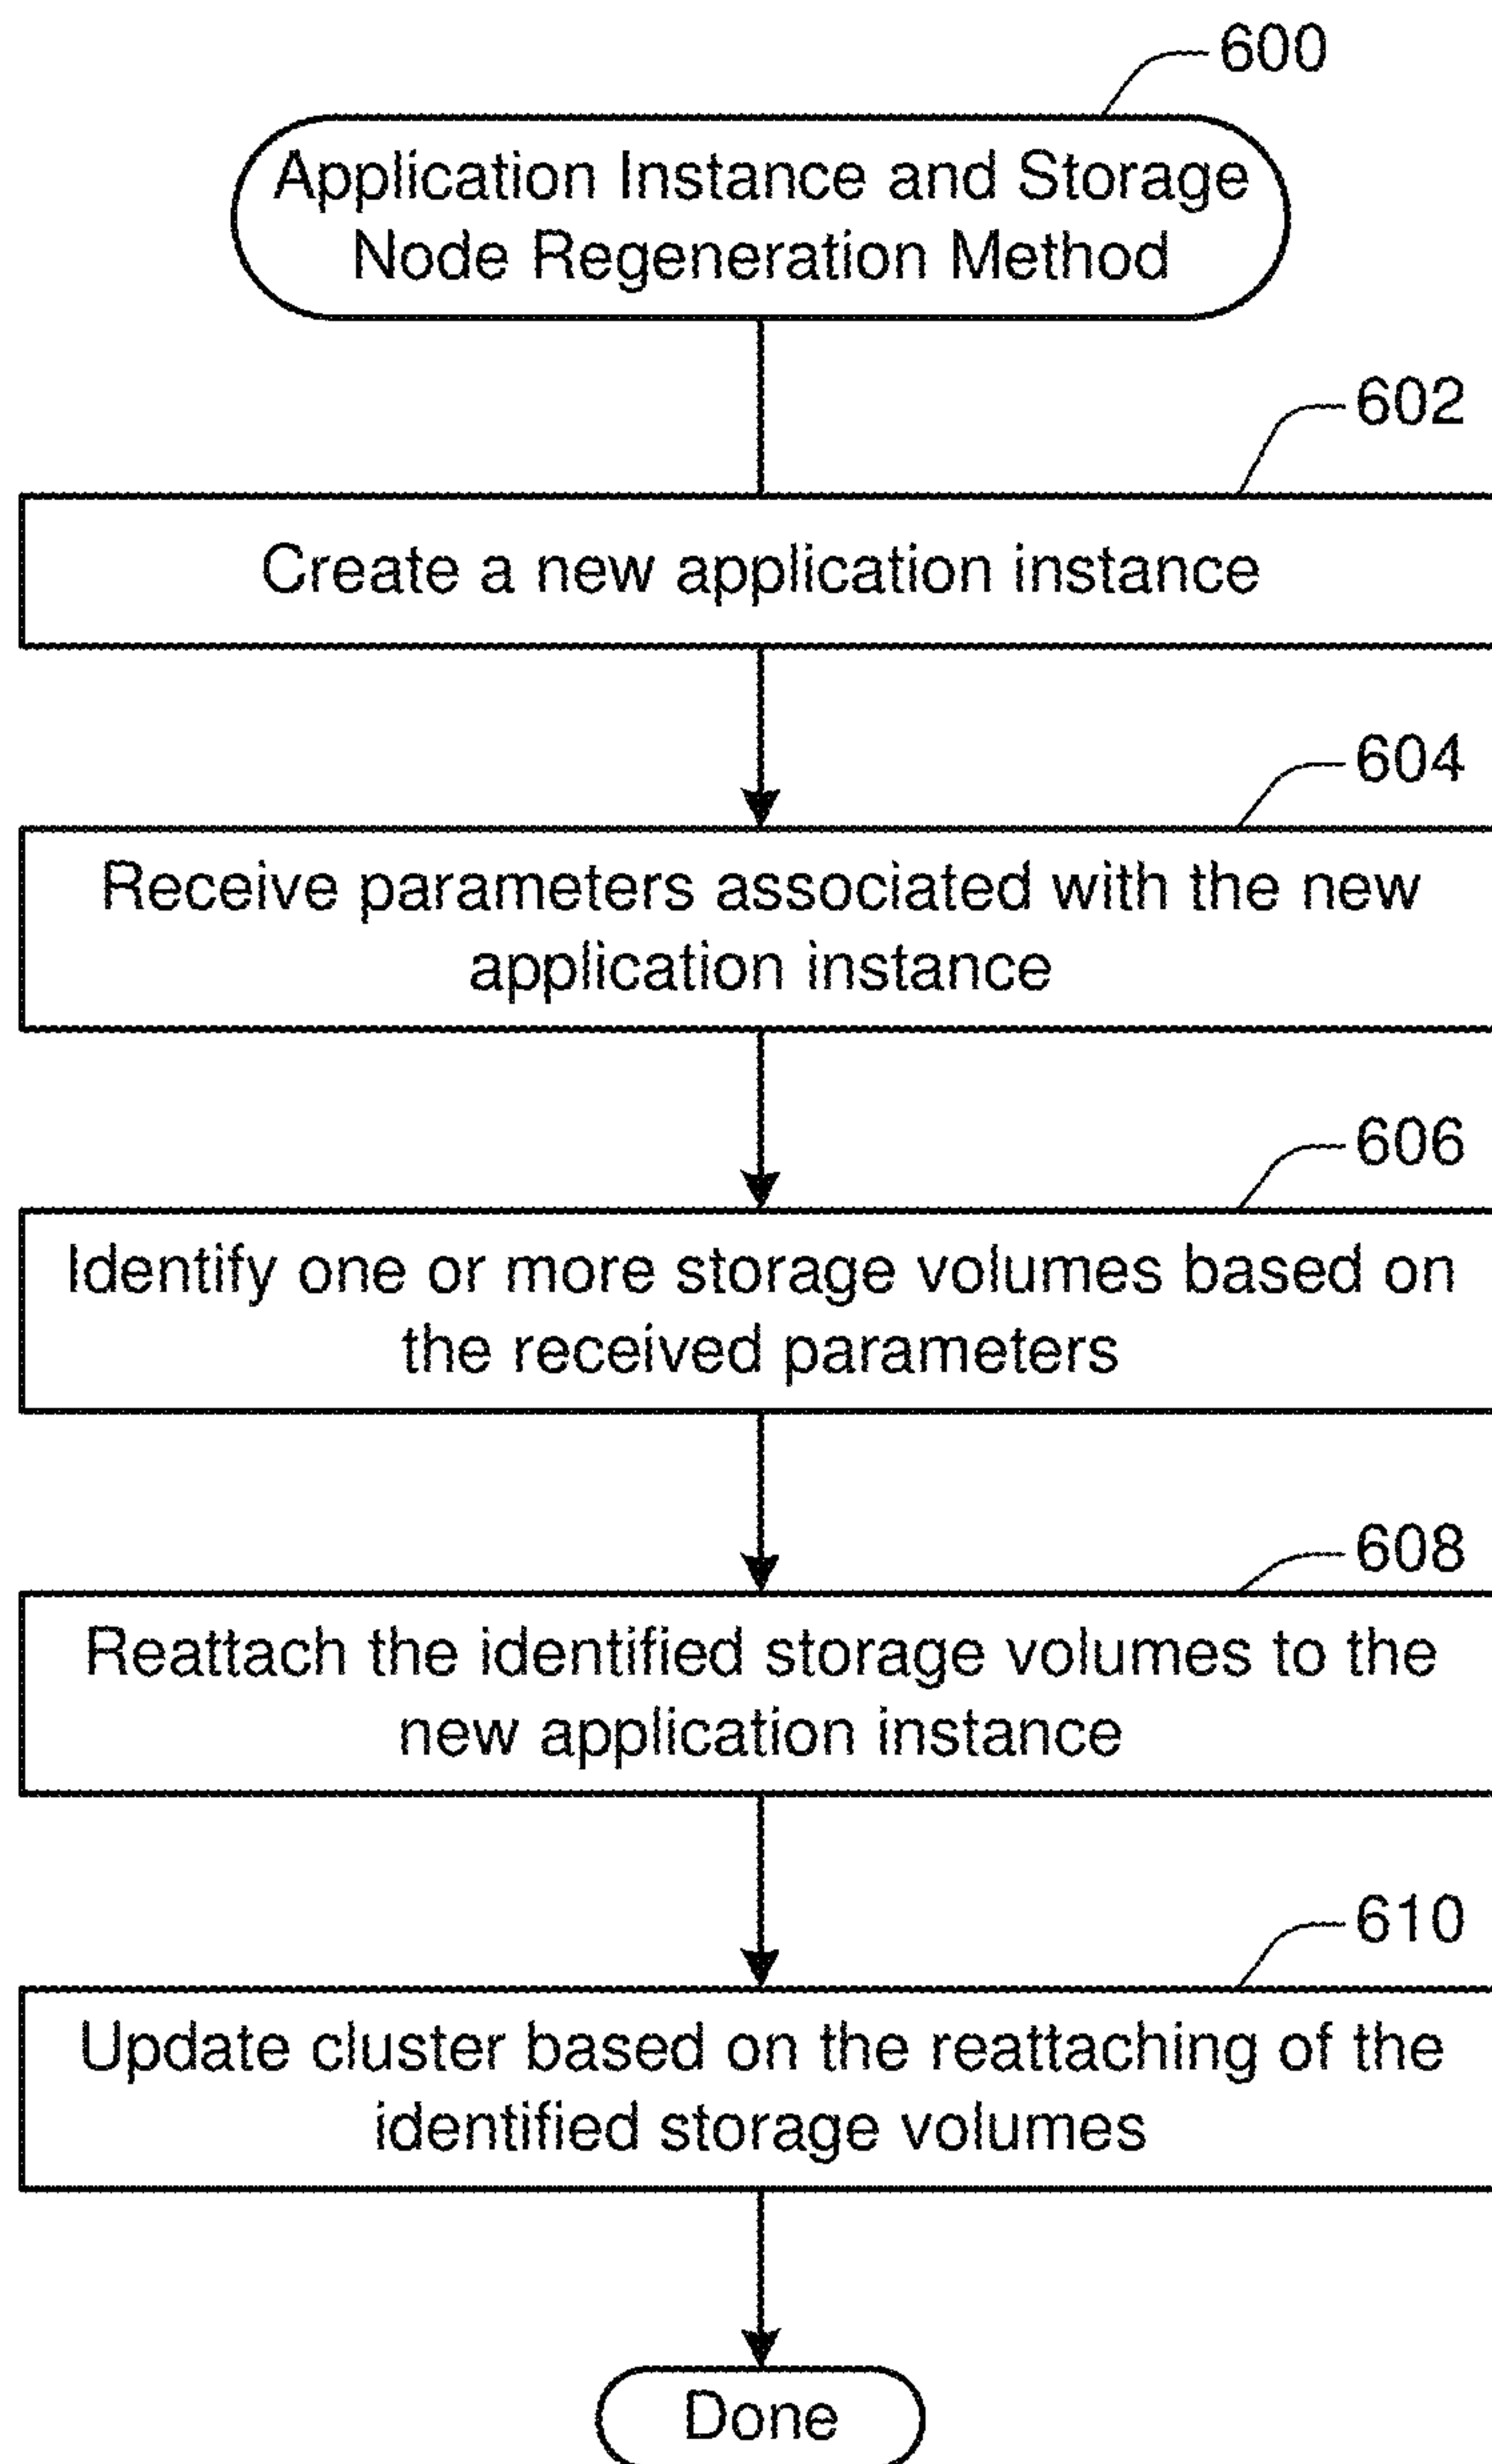 600
Application Instance and Storage
Node Regeneration Method
602
Create a new application instance
604
Receive parameters associated with the new
application instance
606
Identify one or more storage volumes based on
the received parameters
608
Reattach the identified storage volumes to the
new application instance
610
Update cluster based on the reattaching of the
identified storage volumes
Done